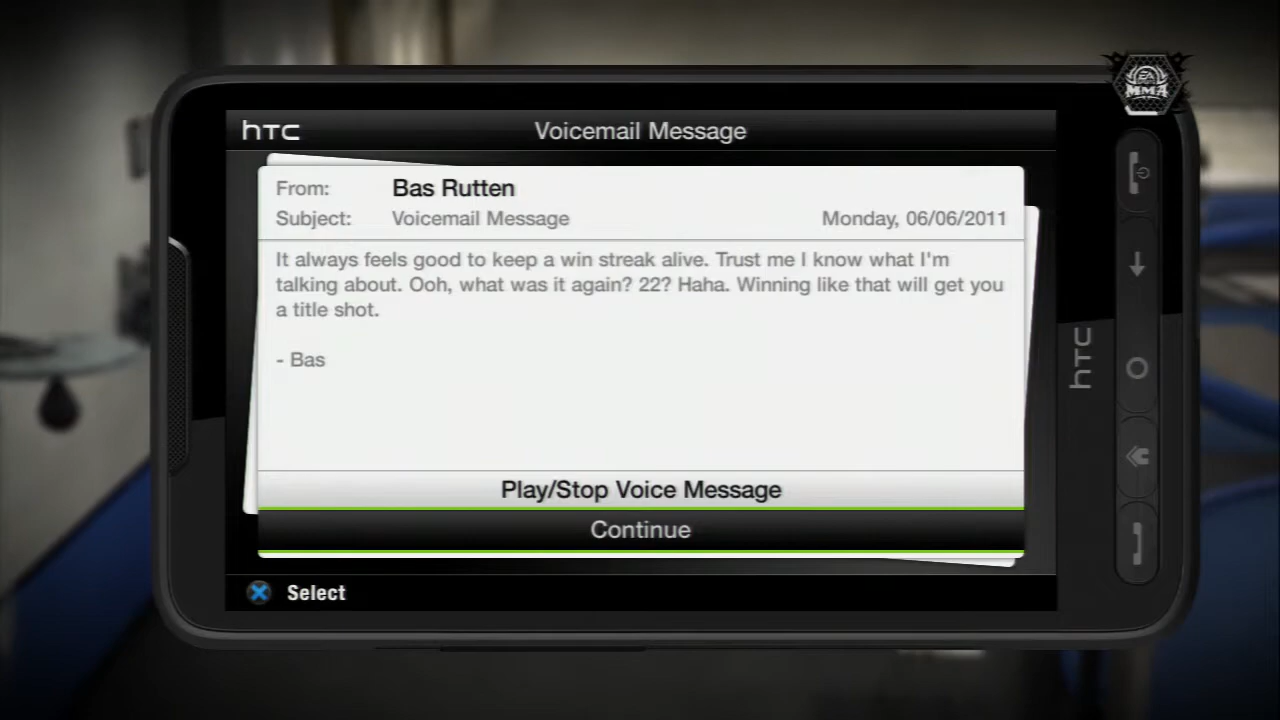 EA
MMA
hTC
Voicemail Message
From: Bas Rutten
Subject: Voicemail Message Monday, 06/06/2011
It always feels good to keep a win streak alive. Trust me I know what I'm
talking about. Ooh, what was it again? 22? Haha. Winning like that will get you
a title shot.
- Bas
Play/Stop Voice Message
Continue
Select
hTC